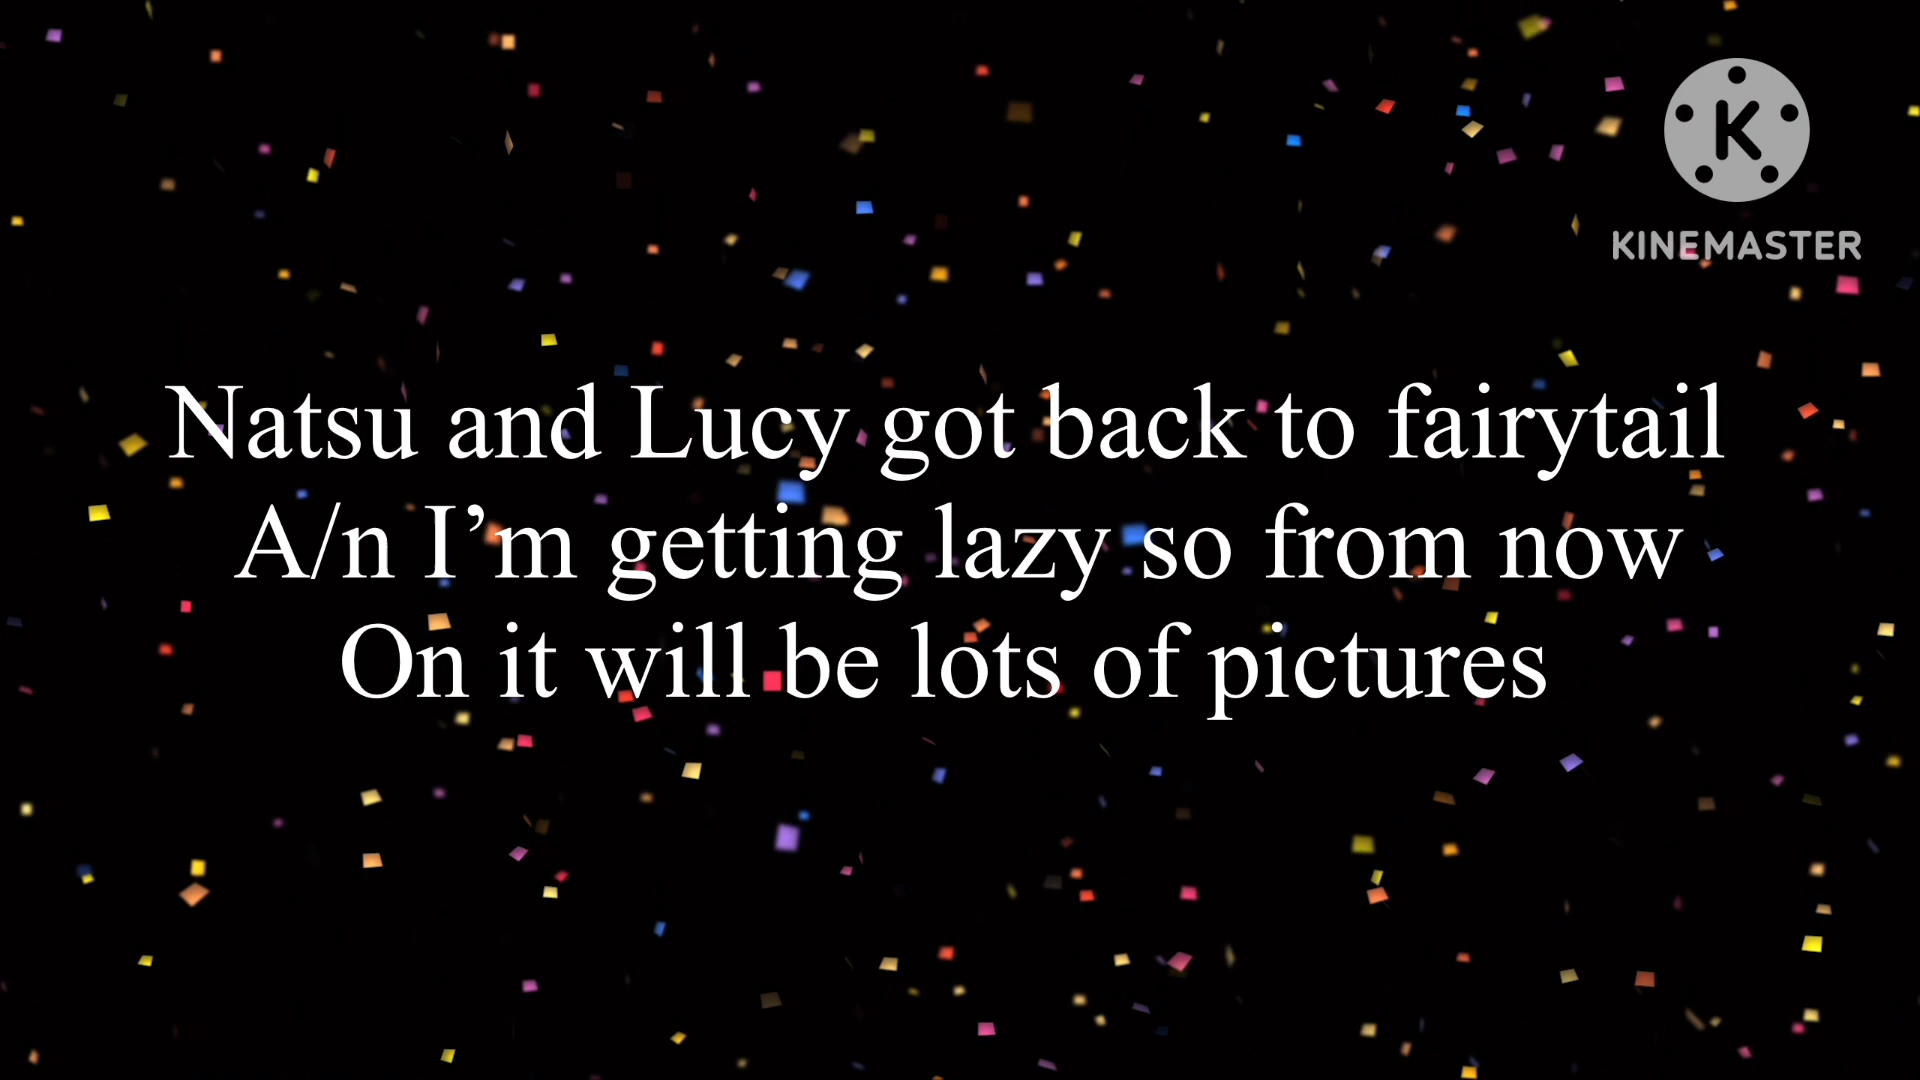 KINEMASTER
Natsu and Lucy got back to fairytail
A/n I’m getting lazy so from now
On it will be lots of pictures